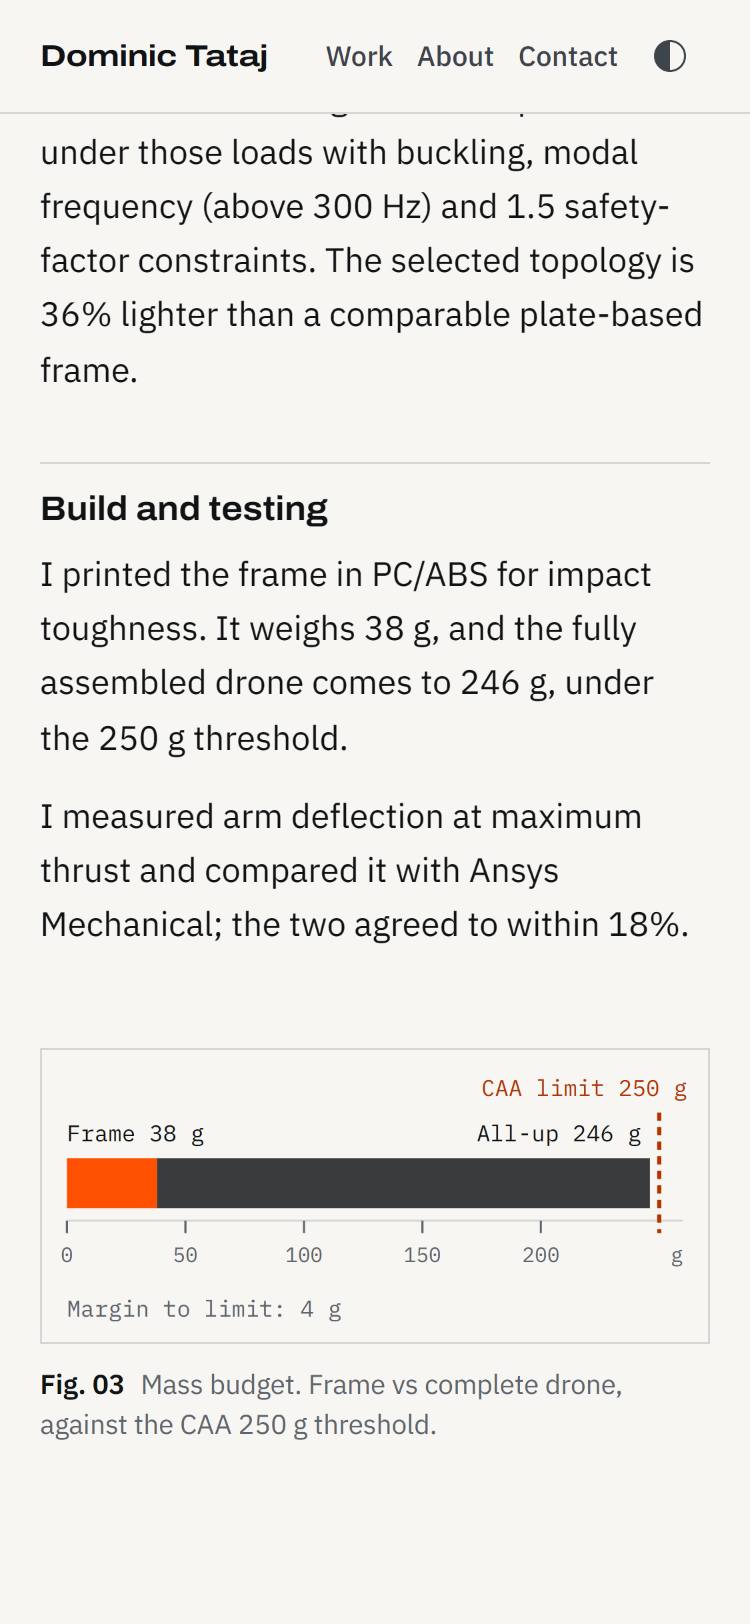 Dominic Tataj Work About Contact
under those loads with buckling, modal
frequency (above 300 Hz) and 1.5 safety-
factor constraints. The selected topology is
36% lighter than a comparable plate-based
frame.
Build and testing
I printed the frame in PC/ABS for impact
toughness. It weighs 38 g, and the fully
assembled drone comes to 246 g, under
the 250 g threshold.
I measured arm deflection at maximum
thrust and compared it with Ansys
Mechanical; the two agreed to within 18%.
CAA limit 250 g
Frame 38 g All-up 246 g
0 50 100 150 200 g
Margin to limit: 4 g
Fig. 03 Mass budget. Frame vs complete drone,
against the CAA 250 g threshold.